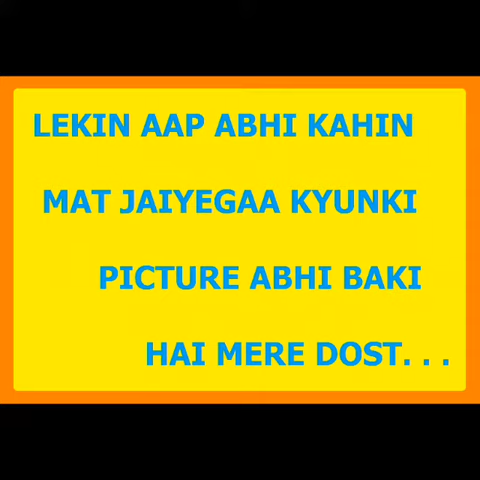 LEKIN AAP ABHI KAHIN
MAT JAIYEGAA KYUNKI
PICTURE ABHI BAKI
HAI MERE DOST. . .